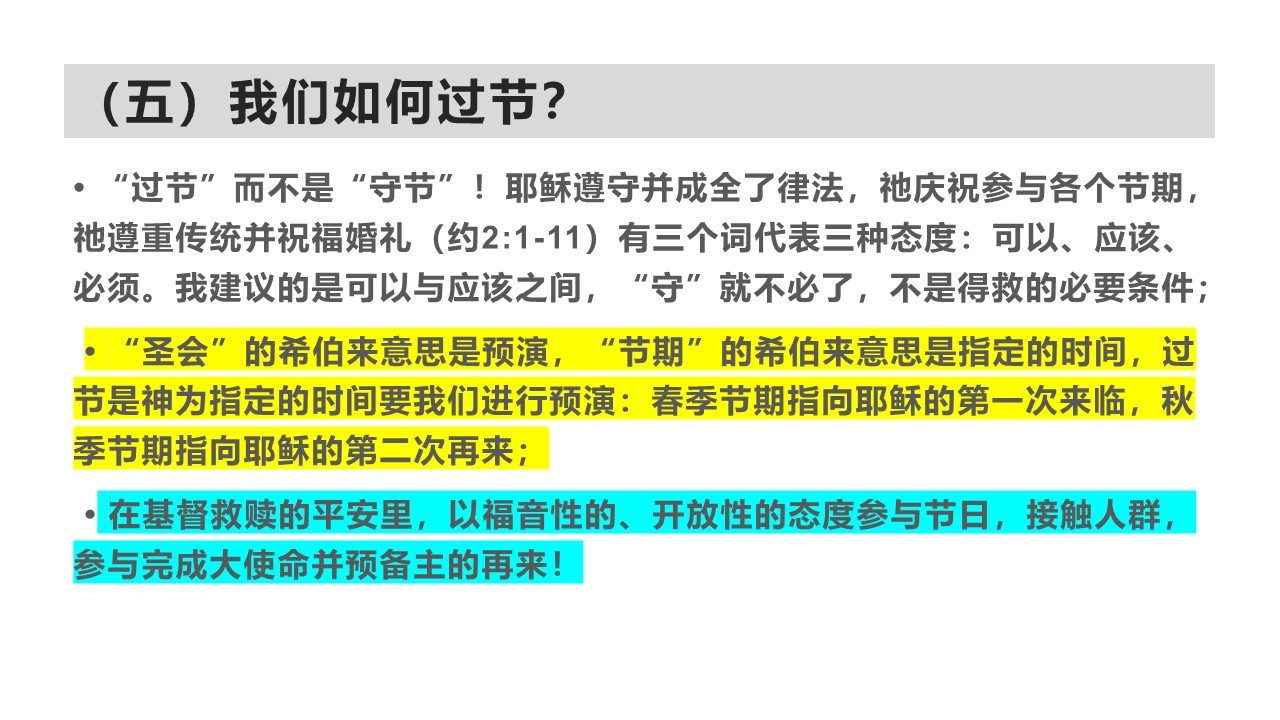 （五）我们如何过节？
• “过节”而不是“守节”！耶稣遵守并成全了律法，祂庆祝参与各个节期，
祂遵重传统并祝福婚礼（约2:1-11）有三个词代表三种态度：可以、应该、
必须。我建议的是可以与应该之间，“守”就不必了，不是得救的必要条件；
• “圣会”的希伯来意思是预演，“节期”的希伯来意思是指定的时间，过
节是神为指定的时间要我们进行预演：春季节期指向耶稣的第一次来临，秋
季节期指向耶稣的第二次再来；
• 在基督救赎的平安里，以福音性的、开放性的态度参与节日，接触人群，
参与完成大使命并预备主的再来！